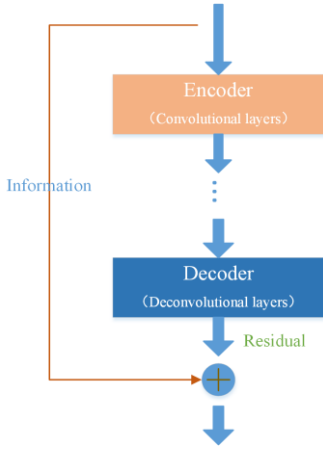 Encoder
（Convolutional layers）
Information
Decoder
（Deconvolutional layers）
Residual